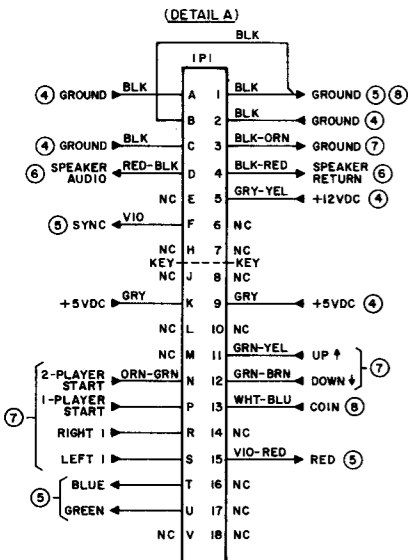 (DETAIL A)
BLK
1P1
④ GROUND BLK A 1 BLK GROUND ⑤ ⑧
B 2 BLK GROUND ④
④ GROUND BLK C 3 BLK-ORN GROUND ⑦
⑥ SPEAKER AUDIO RED-BLK D 4 BLK-RED SPEAKER RETURN ⑥
NC E 5 GRY-YEL +12VDC ④
⑤ SYNC VIO F 6 NC
NC H 7 NC
KEY KEY
NC J 8 NC
+5VDC GRY K 9 GRY +5VDC ④
NC L 10 NC
NC M 11 GRN-YEL UP ↑
2-PLAYER START ORN-GRN N 12 GRN-BRN DOWN ↓ ⑦
⑦ 1-PLAYER START P 13 WHT-BLU COIN ⑧
RIGHT 1 R 14 NC
LEFT 1 S 15 VIO-RED RED ⑤
⑤ BLUE T 16 NC
GREEN U 17 NC
NC V 18 NC